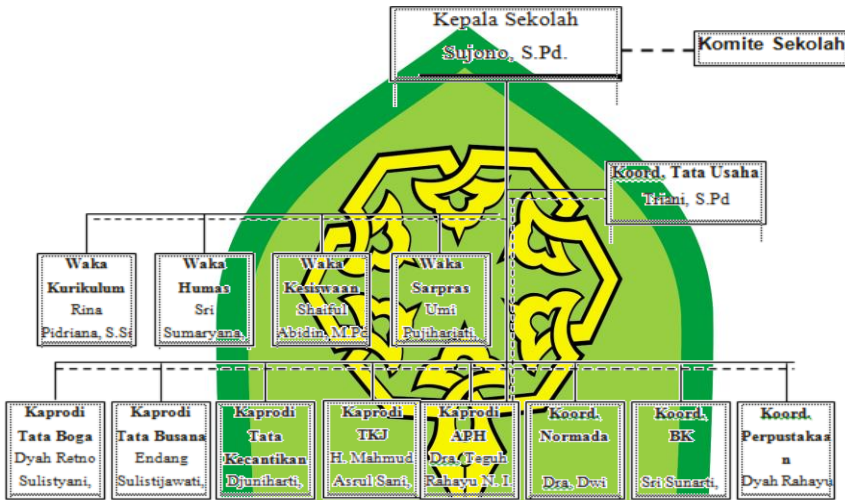 Kepala Sekolah
Sujono, S.Pd.
Komite Sekolah
Koord, Tata Usaha
Triani, S.Pd
Waka
Kurikulum
Rina
Pidriana, S.Si
Waka
Humas
Sri
Sumaryana,
Waka
Kesiswaan
Shaiful
Abidin, M.Pd
Waka
Sarpras
Umi
Pujiharjati,
Kaprodi
Tata Boga
Dyah Retno
Sulistyani,
Kaprodi
Tata Busana
Endang
Sulistijawati,
Kaprodi
Tata
Kecantikan
Djuniharti,
Kaprodi
TKJ
H. Mahmud
Asrul Sani,
Kaprodi
APH
Dra, Teguh
Rahayu N. I.
Koord,
Normada
Dra, Dwi
Koord,
BK
Sri Sunarti,
Koord.
Perpustakaa
n
Dyah Rahayu